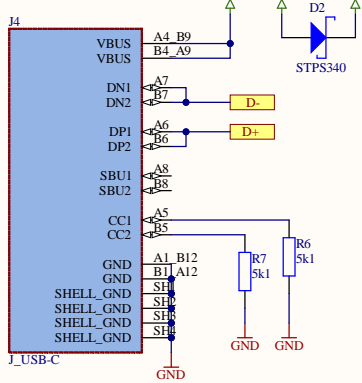 J4
D2
VBUS A4_B9
VBUS B4_A9
STPS340
DN1 A7
DN2 B7 D-
DP1 A6 D+
DP2 B6
SBU1 A8
SBU2 B8
CC1 A5
CC2 B5
R7
5k1
R6
5k1
GND A1_B12
GND B1_A12
SHELL_GND SH1
SHELL_GND SH2
SHELL_GND SH3
SHELL_GND SH4
GND
GND
J_USB-C
GND